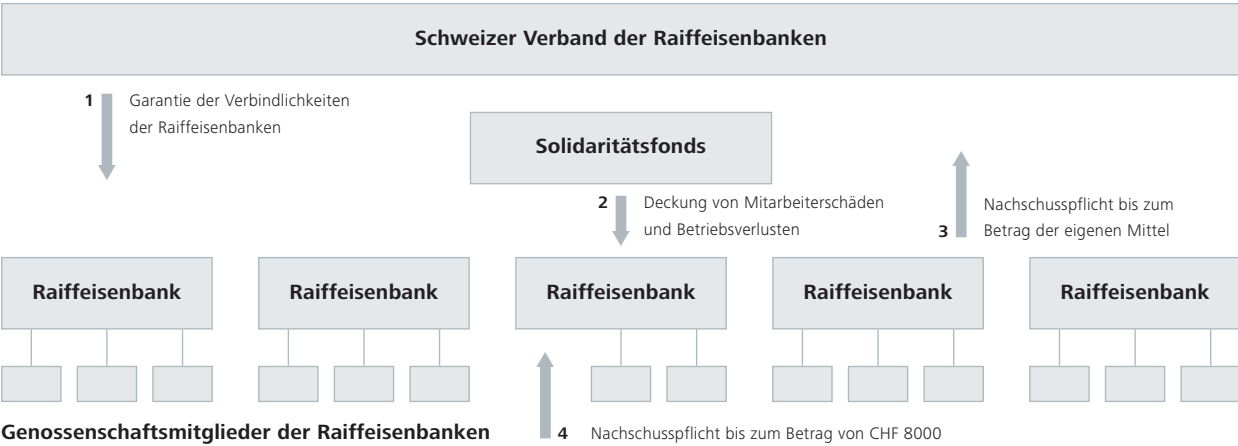 Schweizer Verband der Raiffeisenbanken
1 Garantie der Verbindlichkeiten
der Raiffeisenbanken
Solidaritätsfonds
2 Deckung von Mitarbeiterschäden
und Betriebsverlusten
Nachschusspflicht bis zum
3 Betrag der eigenen Mittel
Raiffeisenbank
Raiffeisenbank
Raiffeisenbank
Raiffeisenbank
Raiffeisenbank
Genossenschaftsmitglieder der Raiffeisenbanken
4 Nachschusspflicht bis zum Betrag von CHF 8000